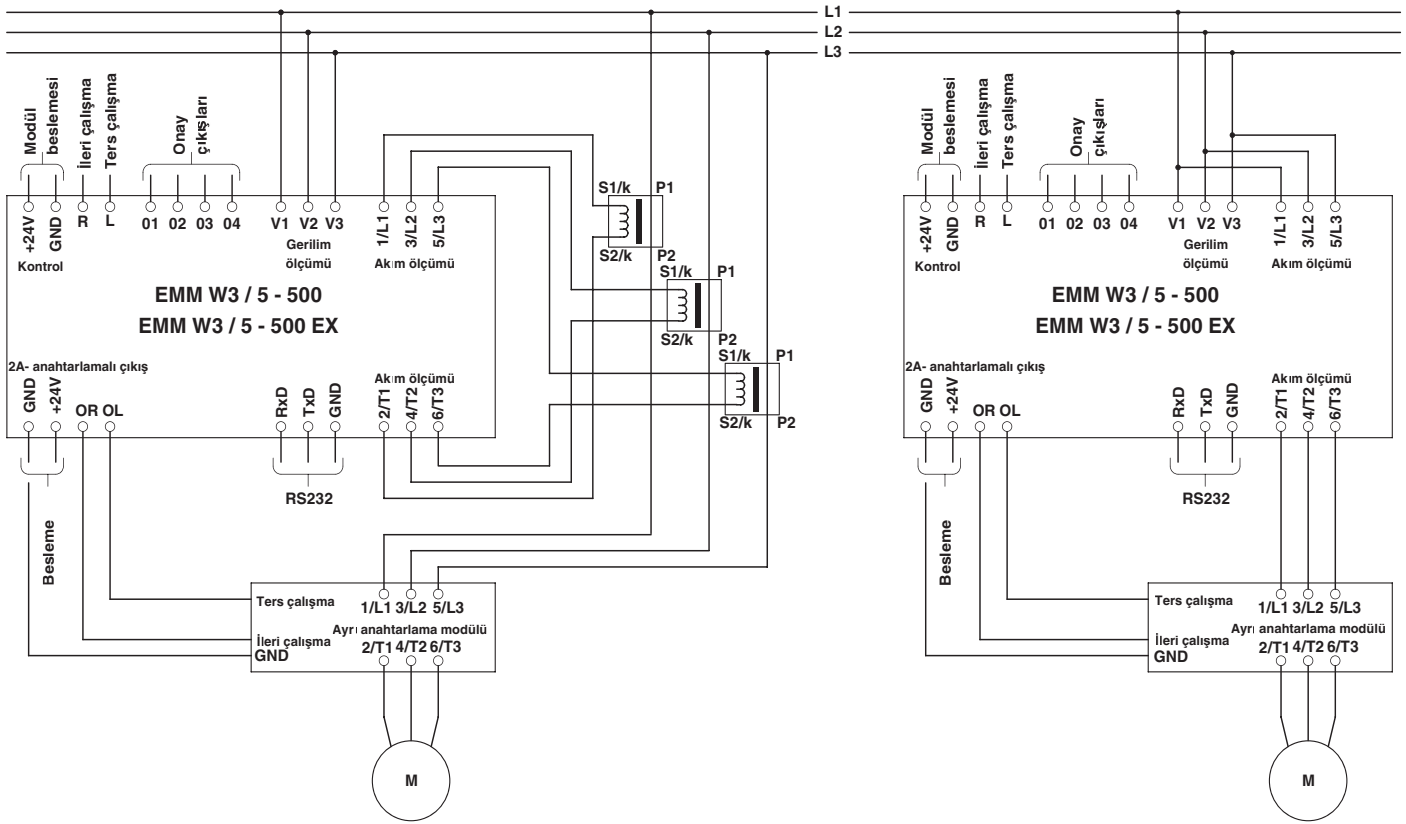 L1
L2
L3
Modül beslemesi
İleri çalışma
Ters çalışma
Onay çıkışları
+24V
GND
R
L
01 02 03 04
V1 V2 V3
1/L1
3/L2
5/L3
Kontrol
Gerilim
ölçümü
Akım ölçümü
EMM W3 / 5 - 500
EMM W3 / 5 - 500 EX
2A- anahtarlamalı çıkış
GND
+24V
OR OL
RxD
TxD
GND
Akım ölçümü
2/T1
4/T2
6/T3
RS232
Besleme
S1/k
P1
S2/k
P2
S1/k
P1
S2/k
P2
S1/k
P1
S2/k
P2
Ters çalışma
1/L1 3/L2 5/L3
Ayrı anahtarlama modülü
İleri çalışma
GND
2/T1 4/T2 6/T3
M
Modül beslemesi
İleri çalışma
Ters çalışma
Onay çıkışları
+24V
GND
R
L
01 02 03 04
V1 V2 V3
1/L1
3/L2
5/L3
Kontrol
Gerilim
ölçümü
Akım ölçümü
EMM W3 / 5 - 500
EMM W3 / 5 - 500 EX
2A- anahtarlamalı çıkış
GND
+24V
OR OL
RxD
TxD
GND
Akım ölçümü
2/T1
4/T2
6/T3
RS232
Besleme
Ters çalışma
1/L1 3/L2 5/L3
Ayrı anahtarlama modülü
İleri çalışma
GND
2/T1 4/T2 6/T3
M